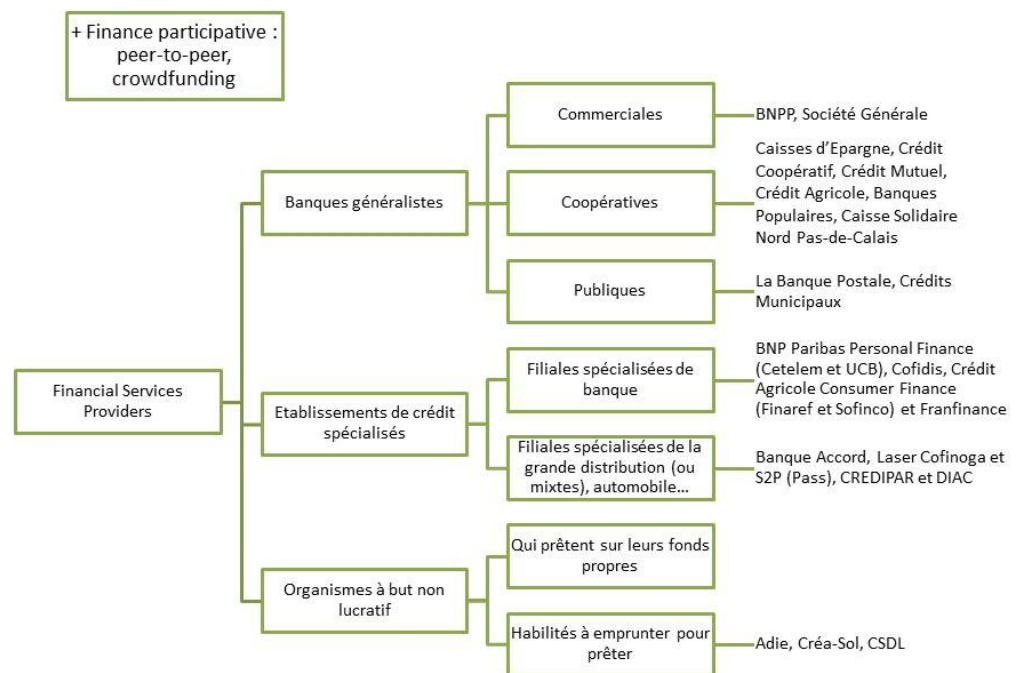 + Finance participative :
peer-to-peer,
crowdfunding
Financial Services
Providers
Banques généralistes
Commerciales
BNPP, Société Générale
Coopératives
Caisses d’Epargne, Crédit
Coopératif, Crédit Mutuel,
Crédit Agricole, Banques
Populaires, Caisse Solidaire
Nord Pas-de-Calais
Publiques
La Banque Postale, Crédits
Municipaux
Etablissements de crédit
spécialisés
Filiales spécialisées de
banque
BNP Paribas Personal Finance
(Cetelem et UCB), Cofidis, Crédit
Agricole Consumer Finance
(Finaref et Sofinco) et Franfinance
Filiales spécialisées de la
grande distribution (ou
mixtes), automobile...
Banque Accord, Laser Cofinoga et
S2P (Pass), CREDIPAR et DIAC
Organismes à but non
lucratif
Qui prêtent sur leurs fonds
propres
Habilités à emprunter pour
prêter
Adie, Créa-Sol, CSDL